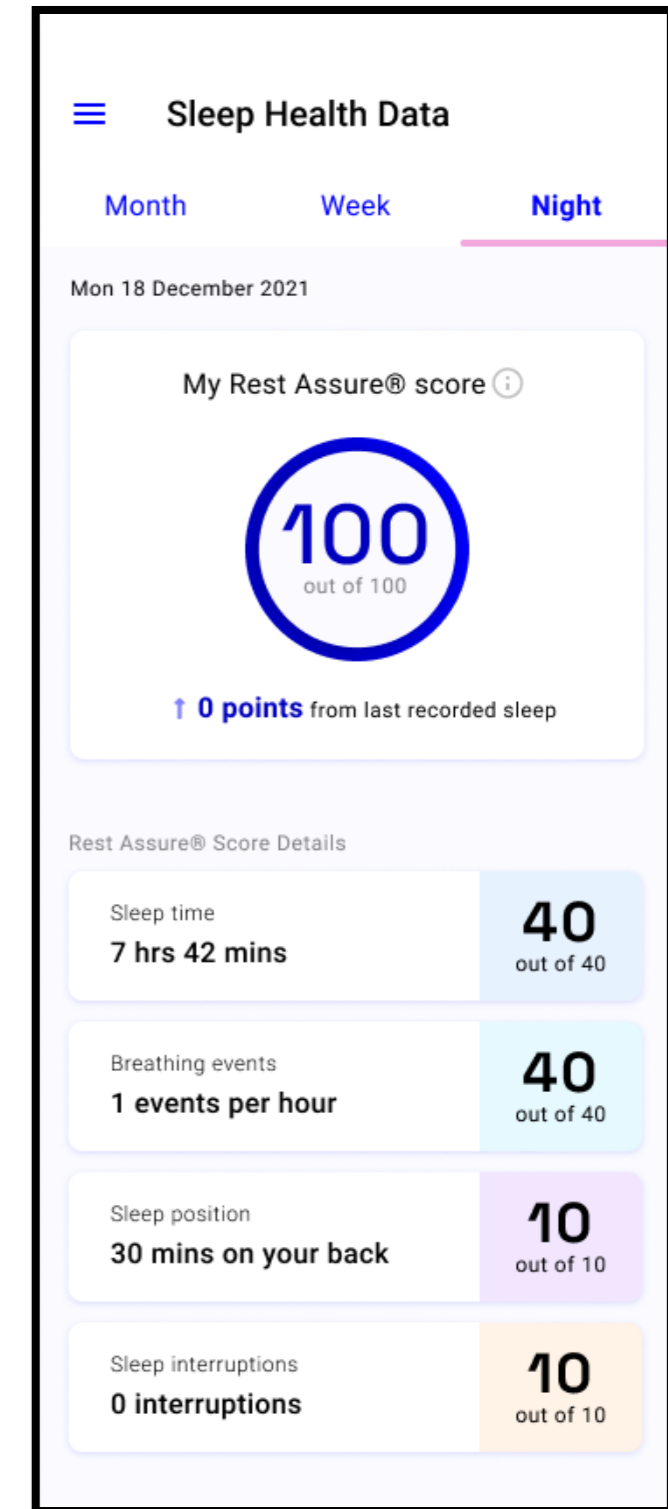 Sleep Health Data
Month Week Night
Mon 18 December 2021
My Rest Assure® score
100
out of 100
↑ 0 points from last recorded sleep
Rest Assure® Score Details
Sleep time
7 hrs 42 mins
40
out of 40
Breathing events
1 events per hour
40
out of 40
Sleep position
30 mins on your back
10
out of 10
Sleep interruptions
0 interruptions
10
out of 10